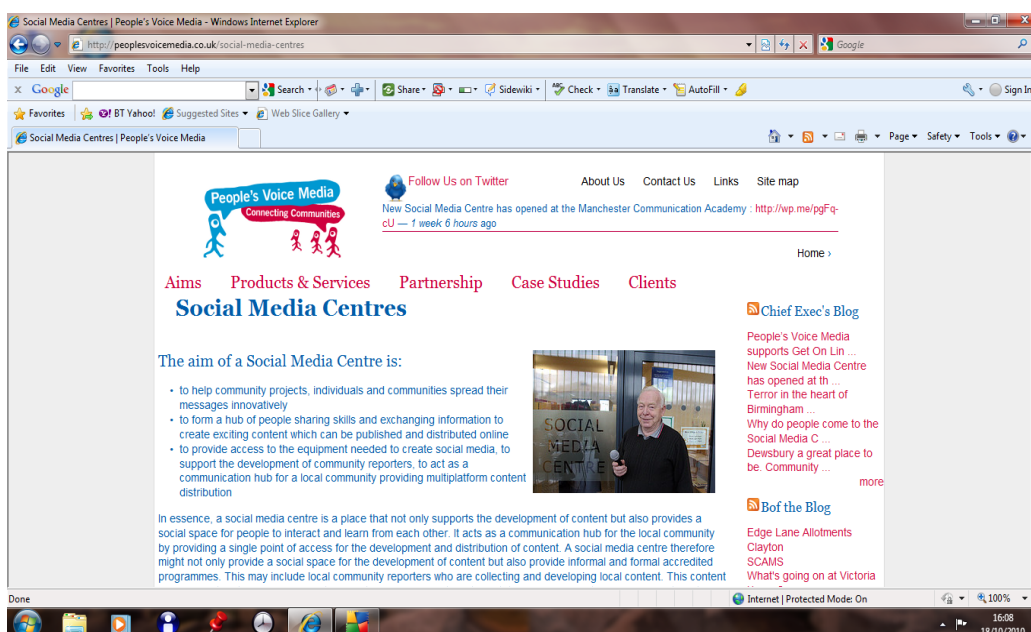 Social Media Centres | People's Voice Media - Windows Internet Explorer
http://peoplesvoicemedia.co.uk/social-media-centres
Google
File Edit View Favorites Tools Help
x Google Search Share Sidewiki Check Translate AutoFill Sign In
Favorites BT Yahoo! Suggested Sites Web Slice Gallery
Social Media Centres | People's Voice Media
Page Safety Tools
People's Voice Media
Connecting Communities
Follow Us on Twitter
About Us Contact Us Links Site map
New Social Media Centre has opened at the Manchester Communication Academy : http://wp.me/pgFq-
cU — 1 week 6 hours ago
Home ›
Aims Products & Services Partnership Case Studies Clients
Social Media Centres
The aim of a Social Media Centre is:
• to help community projects, individuals and communities spread their
messages innovatively
• to form a hub of people sharing skills and exchanging information to
create exciting content which can be published and distributed online
• to provide access to the equipment needed to create social media, to
support the development of community reporters, to act as a
communication hub for a local community providing multiplatform content
distribution
SOCIAL
MEDIA
CENTRE
In essence, a social media centre is a place that not only supports the development of content but also provides a
social space for people to interact and learn from each other. It acts as a communication hub for the local community
by providing a single point of access for the development and distribution of content. A social media centre therefore
might not only provide a social space for the development of content but also provide informal and formal accredited
programmes. This may include local community reporters who are collecting and developing local content. This content
Chief Exec's Blog
People's Voice Media
supports Get On Lin ...
New Social Media Centre
has opened at th ...
Terror in the heart of
Birmingham ...
Why do people come to the
Social Media C ...
Dewsbury a great place to
be. Community ...
more
Bof the Blog
Edge Lane Allotments
Clayton
SCAMS
What's going on at Victoria
Done
Internet | Protected Mode: On
100%
16:08
18/10/2010